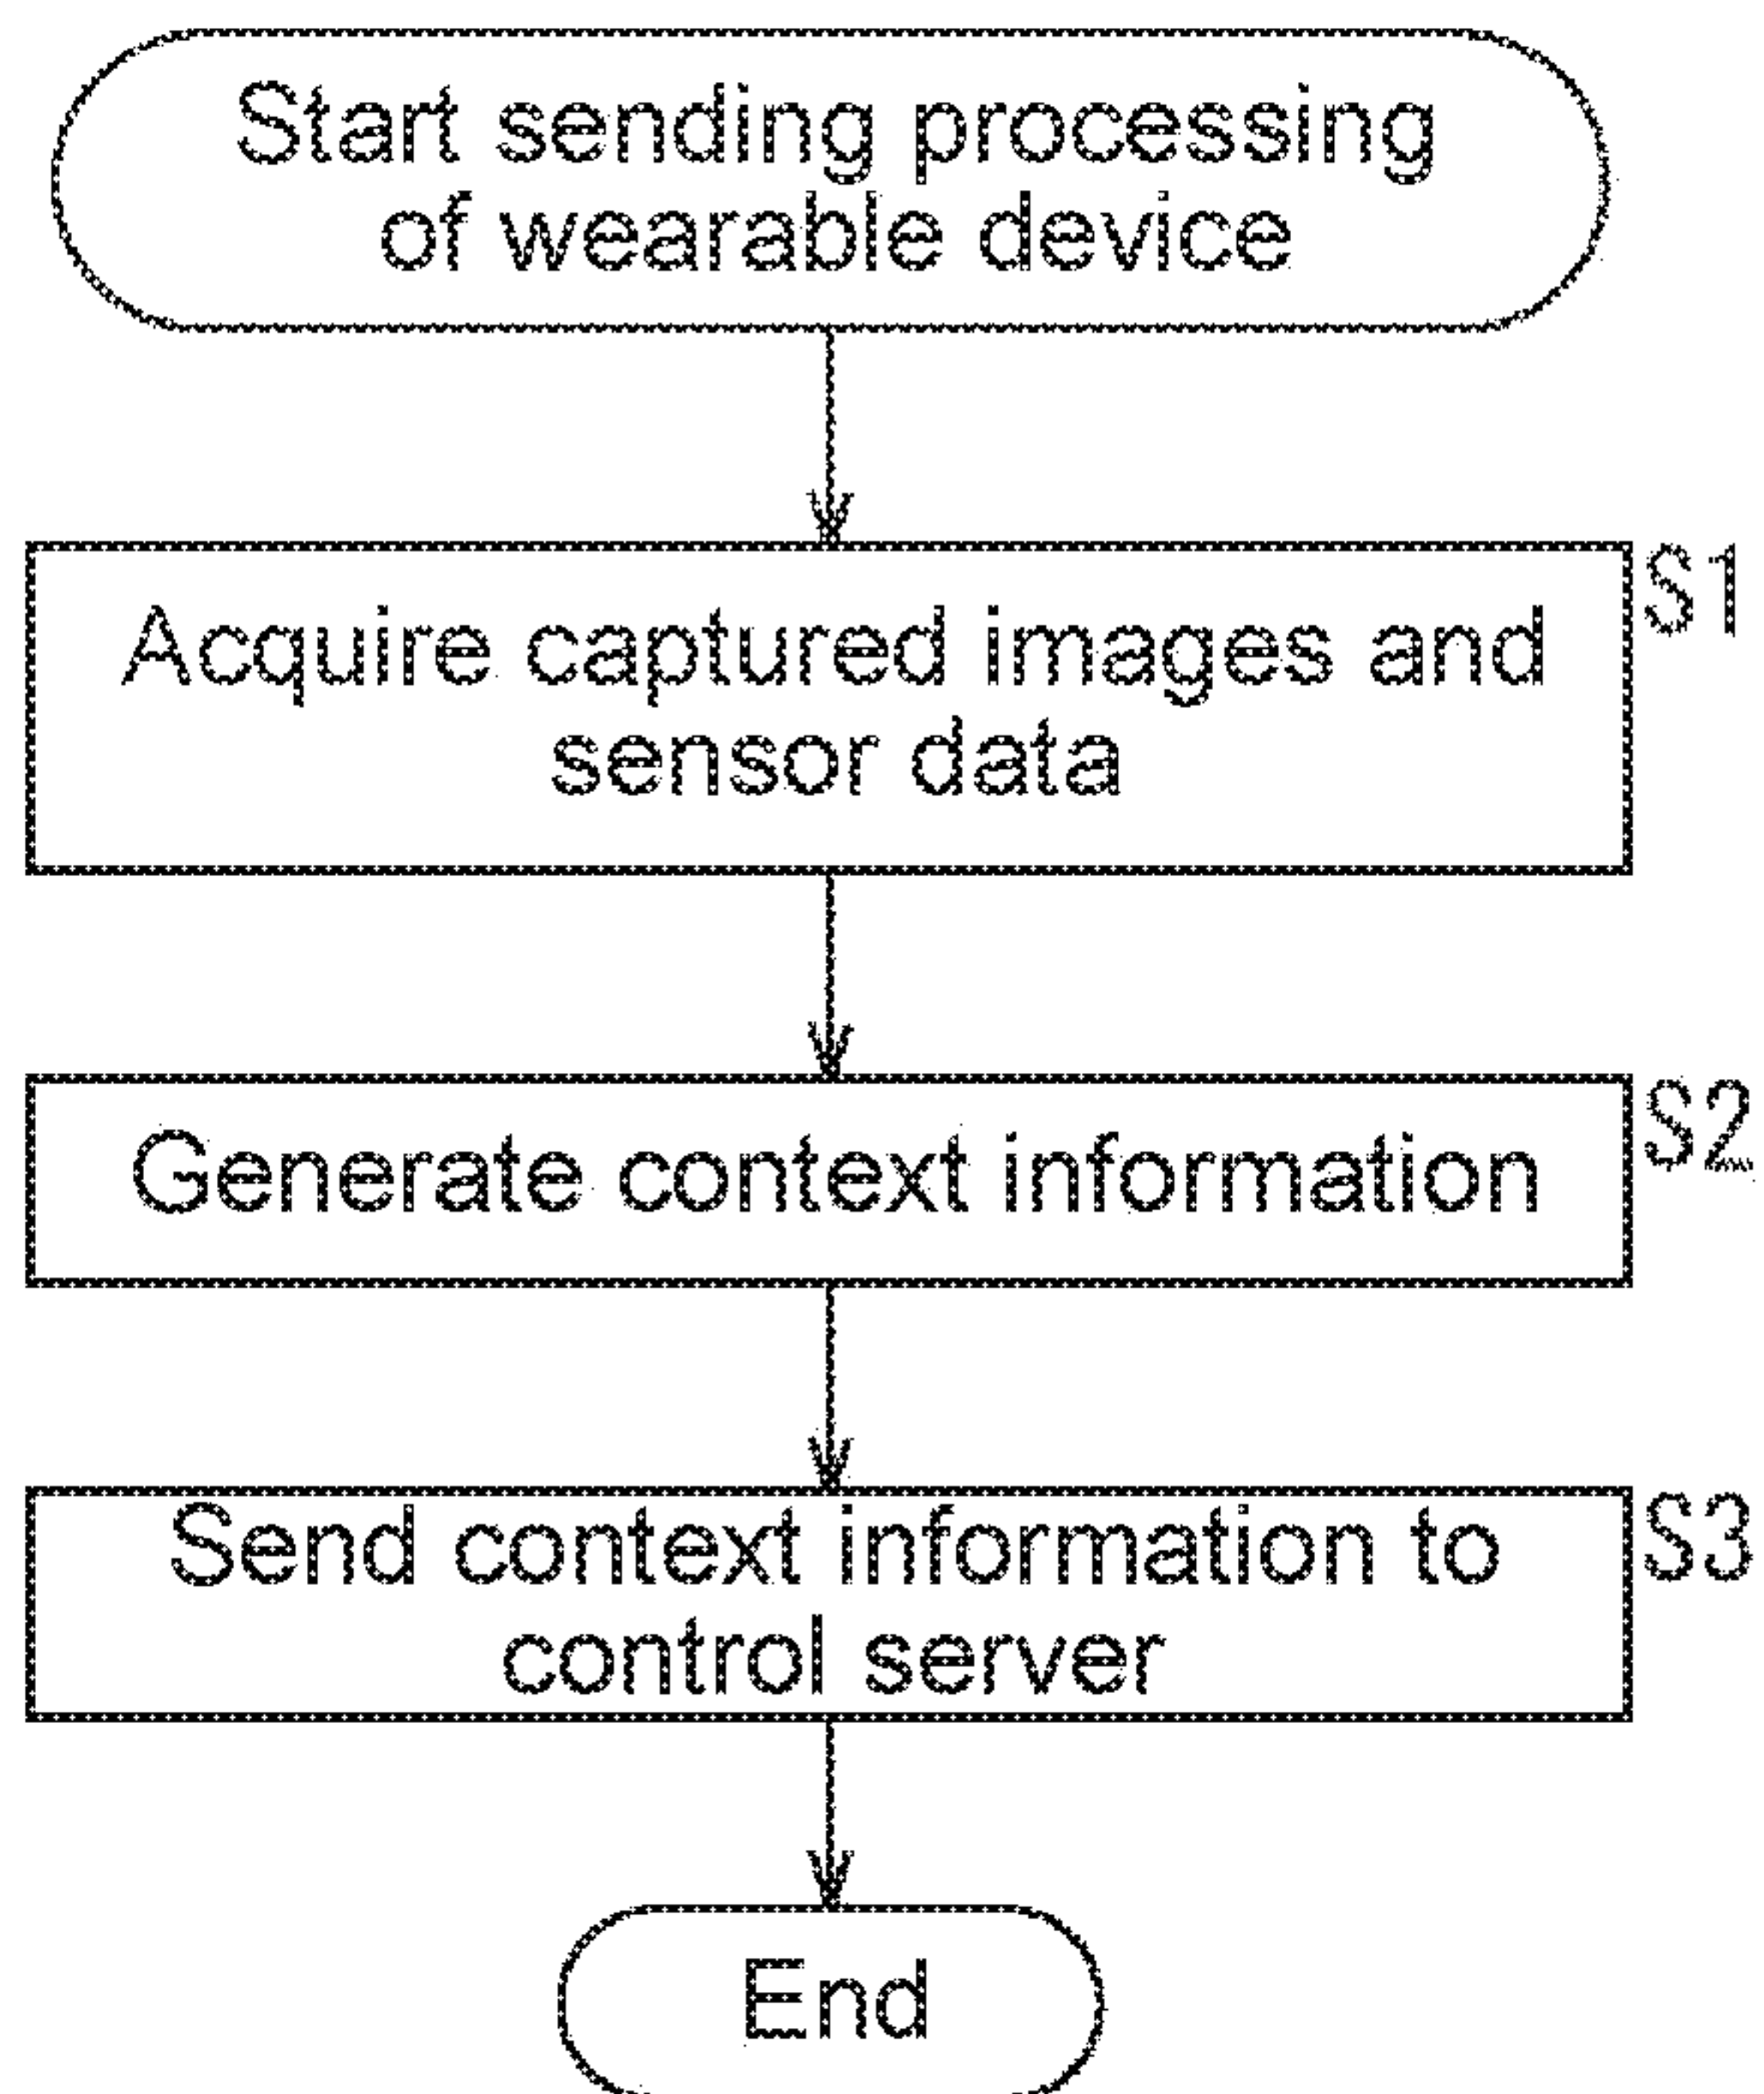 Start sending processing
of wearable device
S1
Acquire captured images and
sensor data
S2
Generate context information
S3
Send context information to
control server
End